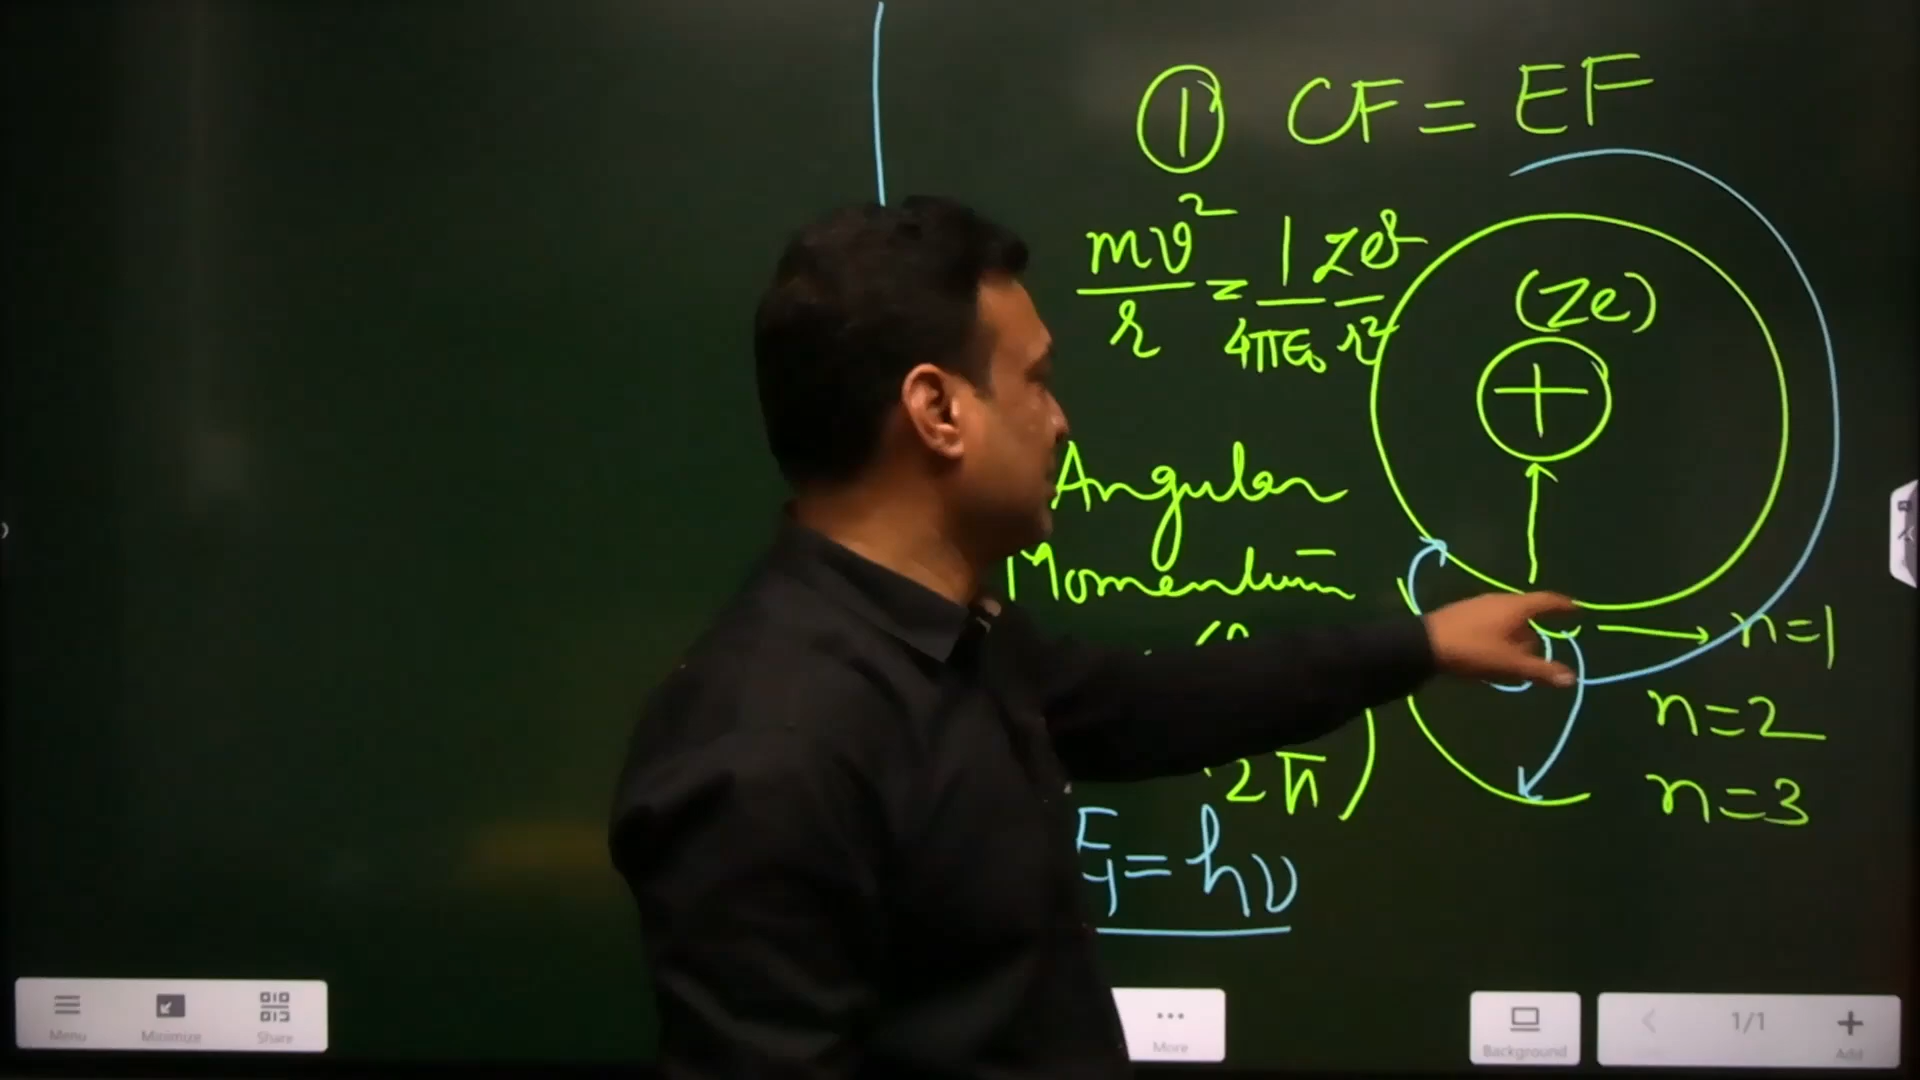 ① CF = EF
mv²/r = 1/4πε₀ ze²/r²
(Ze)
+
Angular
Momentum
n=1
n=2
n=3
2π)
= hν
Menu
Minimize
Share
More
Background
1/1
Add